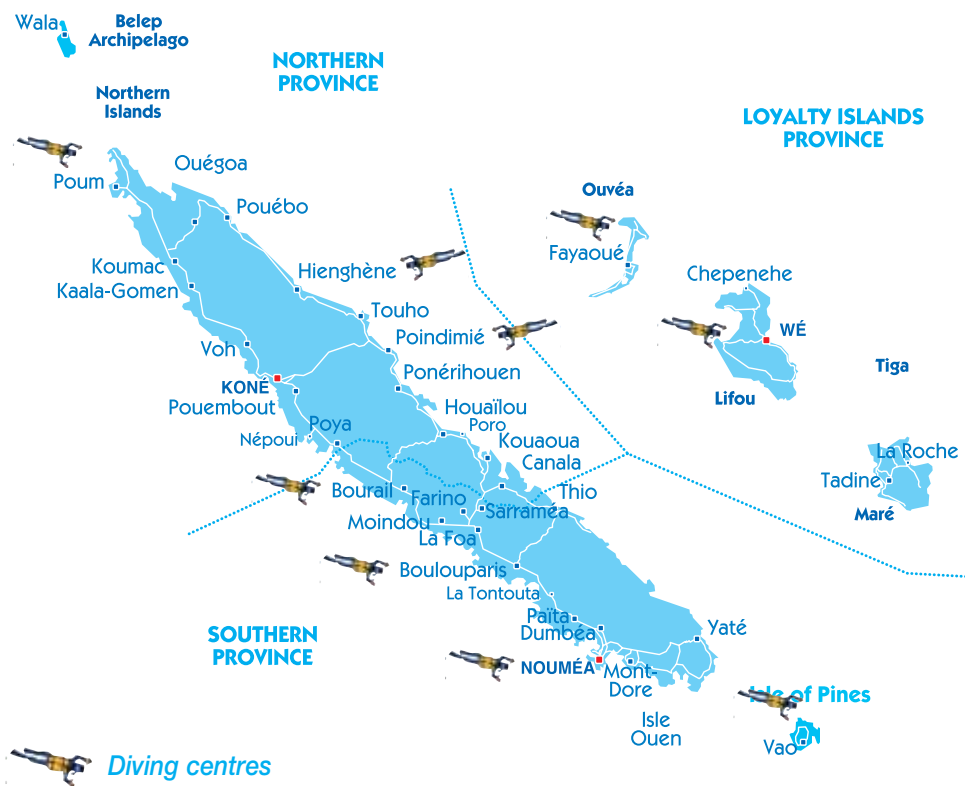 Wala
Belep
Archipelago
NORTHERN
PROVINCE
Northern
Islands
LOYALTY ISLANDS
PROVINCE
Ouégoa
Poum
Ouvéa
Pouébo
Fayaoué
Koumac
Hienghène
Chepenehe
Kaala-Gomen
Touho
WÉ
Poindimié
Voh
Tiga
Ponérihouen
KONÉ
Lifou
Pouembout
Houaïlou
Poya
Poro
Népoui
Kouaoua
La Roche
Canala
Tadine
Bourail
Farino
Thio
Sarraméa
Maré
Moindou
La Foa
Boulouparis
La Tontouta
Païta
Dumbéa
Yaté
SOUTHERN
PROVINCE
NOUMÉA
Mont-
Dore
Isle of Pines
Isle
Ouen
Vao
Diving centres